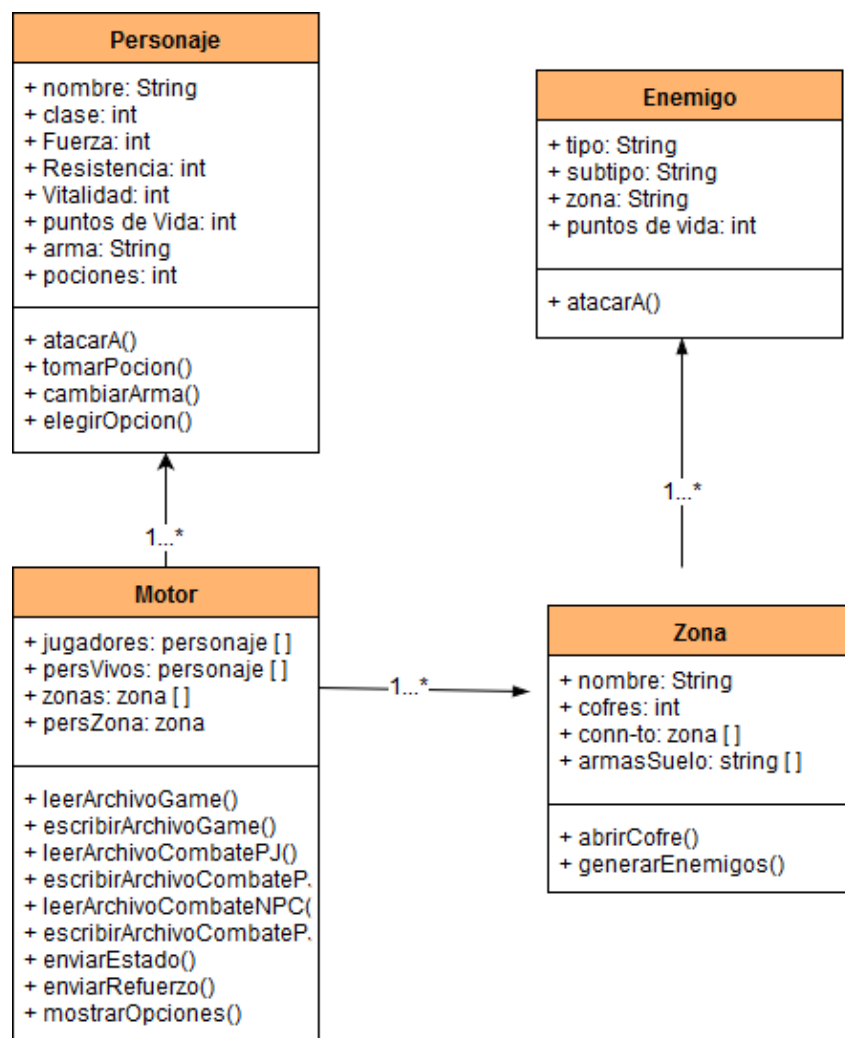 Personaje
+ nombre: String
+ clase: int
+ Fuerza: int
+ Resistencia: int
+ Vitalidad: int
+ puntos de Vida: int
+ arma: String
+ pociones: int
+ atacarA()
+ tomarPocion()
+ cambiarArma()
+ elegirOpcion()
Enemigo
+ tipo: String
+ subtipo: String
+ zona: String
+ puntos de vida: int
+ atacarA()
1...*
1...*
Motor
+ jugadores: personaje [ ]
+ persVivos: personaje [ ]
+ zonas: zona [ ]
+ persZona: zona
+ leerArchivoGame()
+ escribirArchivoGame()
+ leerArchivoCombatePJ()
+ escribirArchivoCombateP
+ leerArchivoCombateNPC(
+ escribirArchivoCombateP
+ enviarEstado()
+ enviarRefuerzo()
+ mostrarOpciones()
1...*
Zona
+ nombre: String
+ cofres: int
+ conn-to: zona [ ]
+ armasSuelo: string [ ]
+ abrirCofre()
+ generarEnemigos()